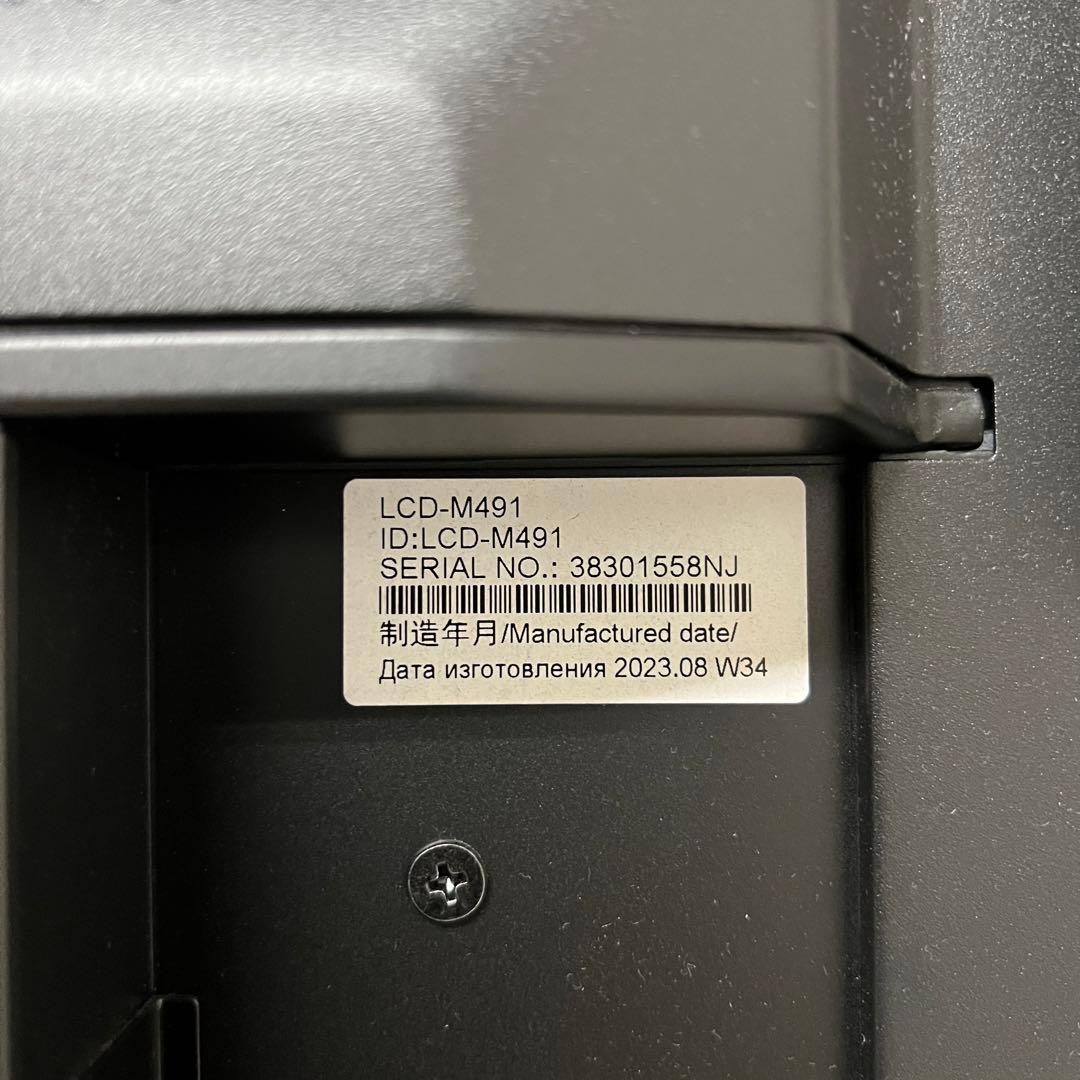 LCD-M491
ID:LCD-M491
SERIAL NO.: 38301558NJ
制造年月/Manufactured date/
Дата изготовления 2023.08 W34